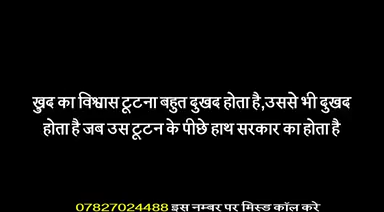 खुद का विश्वास टूटना बहुत दुखद होता है,उससे भी दुखद
होता है जब उस टूटन के पीछे हाथ सरकार का होता है
07827024488 इस नम्बर पर मिस्ड कॉल करे